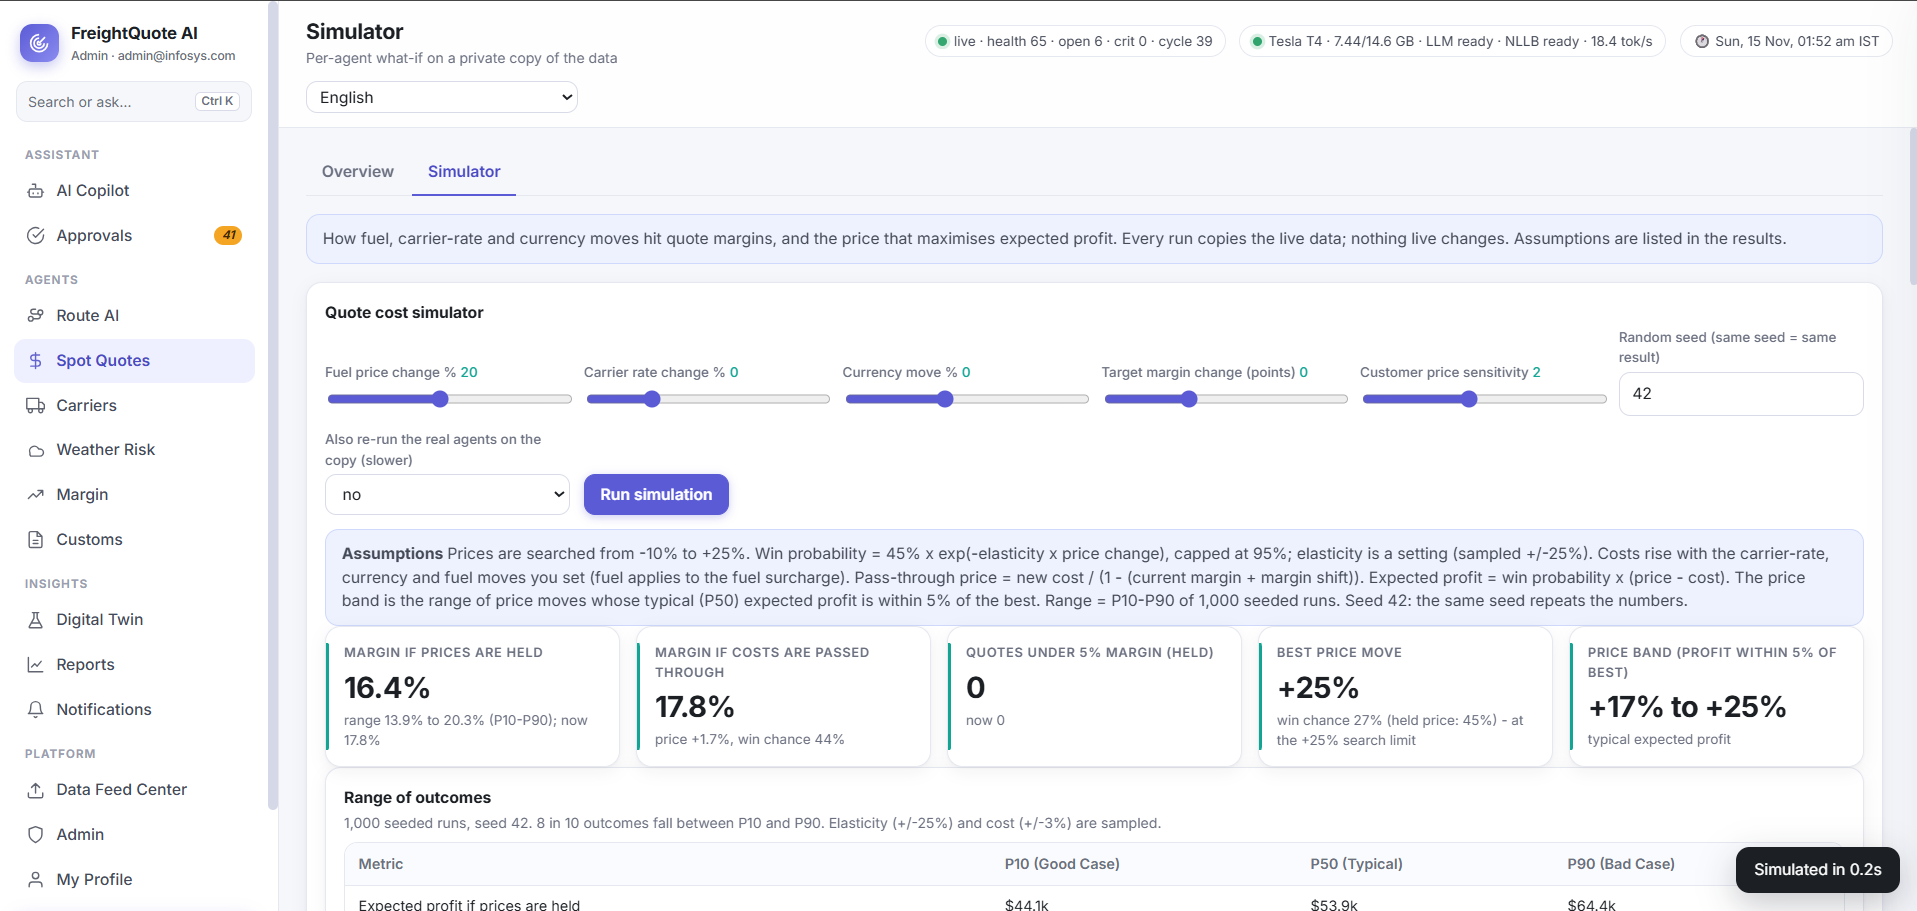 FreightQuote AI
Admin · admin@infosys.com
Search or ask...
Ctrl K
ASSISTANT
AI Copilot
Approvals
41
AGENTS
Route AI
Spot Quotes
Carriers
Weather Risk
Margin
Customs
INSIGHTS
Digital Twin
Reports
Notifications
PLATFORM
Data Feed Center
Admin
My Profile
Simulator
Per-agent what-if on a private copy of the data
English
live · health 65 · open 6 · crit 0 · cycle 39
Tesla T4 · 7.44/14.6 GB · LLM ready · NLLB ready · 18.4 tok/s
Sun, 15 Nov, 01:52 am IST
Overview
Simulator
How fuel, carrier-rate and currency moves hit quote margins, and the price that maximises expected profit. Every run copies the live data; nothing live changes. Assumptions are listed in the results.
Quote cost simulator
Fuel price change % 20
Carrier rate change % 0
Currency move % 0
Target margin change (points) 0
Customer price sensitivity 2
Random seed (same seed = same
result)
42
Also re-run the real agents on the
copy (slower)
no
Run simulation
Assumptions Prices are searched from -10% to +25%. Win probability = 45% x exp(-elasticity x price change), capped at 95%; elasticity is a setting (sampled +/-25%). Costs rise with the carrier-rate,
currency and fuel moves you set (fuel applies to the fuel surcharge). Pass-through price = new cost / (1 - (current margin + margin shift)). Expected profit = win probability x (price - cost). The price
band is the range of price moves whose typical (P50) expected profit is within 5% of the best. Range = P10-P90 of 1,000 seeded runs. Seed 42: the same seed repeats the numbers.
MARGIN IF PRICES ARE HELD
16.4%
range 13.9% to 20.3% (P10-P90); now
17.8%
MARGIN IF COSTS ARE PASSED
THROUGH
17.8%
price +1.7%, win chance 44%
QUOTES UNDER 5% MARGIN (HELD)
0
now 0
BEST PRICE MOVE
+25%
win chance 27% (held price: 45%) - at
the +25% search limit
PRICE BAND (PROFIT WITHIN 5% OF
BEST)
+17% to +25%
typical expected profit
Range of outcomes
1,000 seeded runs, seed 42. 8 in 10 outcomes fall between P10 and P90. Elasticity (+/-25%) and cost (+/-3%) are sampled.
Metric
P10 (Good Case)
P50 (Typical)
P90 (Bad Case)
Expected profit if prices are held
$44.1k
$53.9k
$64.4k
Simulated in 0.2s